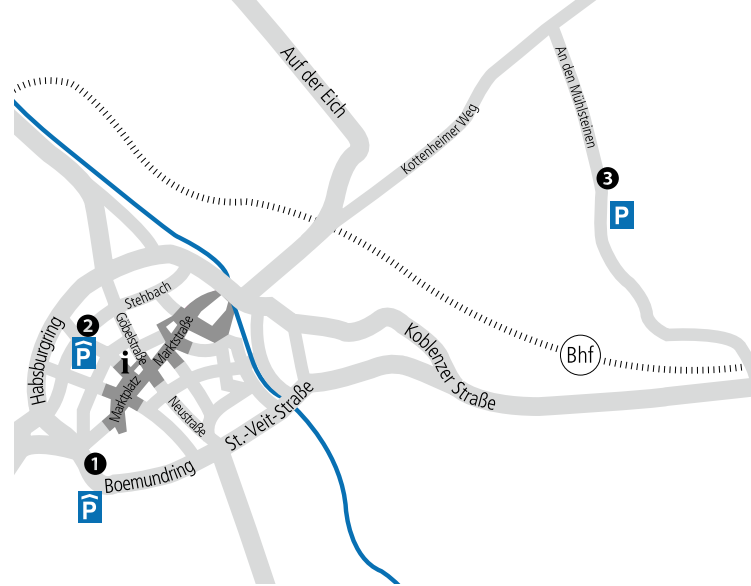 Auf der Eich
An den Mühlsteinen
Kottenheimer Weg
3
P
Stehbach
Göbelstraße
Marktstraße
2
P
Habsburgring
i
Marktplatz
Neustraße
Koblenzer Straße
Bhf
St.-Veit-Straße
1
Boemundring
P